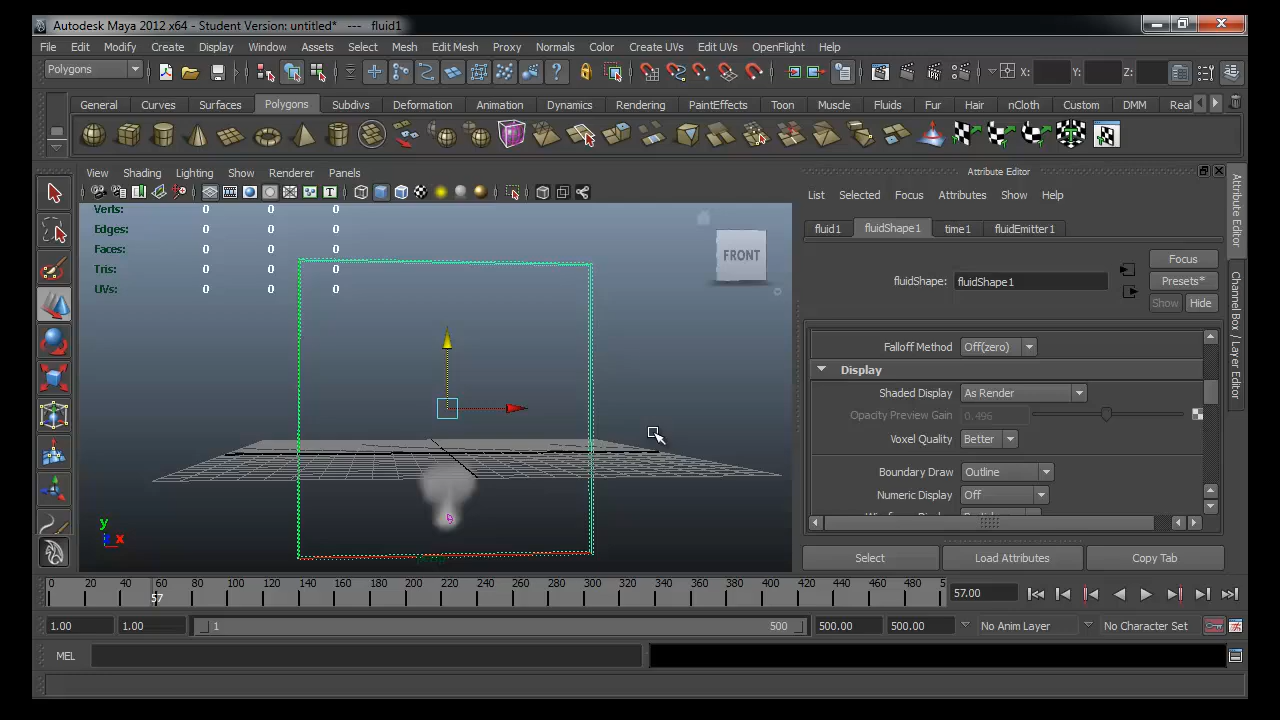 Autodesk Maya 2012 x64 - Student Version: untitled*   ---   fluid1
File Edit Modify Create Display Window Assets Select Mesh Edit Mesh Proxy Normals Color Create UVs Edit UVs OpenFlight Help
Polygons X: Y: Z:
General Curves Surfaces Polygons Subdivs Deformation Animation Dynamics Rendering PaintEffects Toon Muscle Fluids Fur Hair nCloth Custom DMM Real
View Shading Lighting Show Renderer Panels
Verts: 0 0 0
Edges: 0 0 0
Faces: 0 0 0
Tris: 0 0 0
UVs: 0 0 0
FRONT
y
x
Attribute Editor
List Selected Focus Attributes Show Help
fluid1 fluidShape1 time1 fluidEmitter1
Focus
fluidShape: fluidShape1 Presets*
Show Hide
Falloff Method Off(zero)
Display
Shaded Display As Render
Opacity Preview Gain 0.496
Voxel Quality Better
Boundary Draw Outline
Numeric Display Off
Select Load Attributes Copy Tab
Attribute Editor
Channel Box / Layer Editor
0 20 40 60 80 100 120 140 160 180 200 220 240 260 280 300 320 340 360 380 400 420 440 460 480 5
57 57.00
1.00 1.00 1 500 500.00 500.00 No Anim Layer No Character Set
MEL